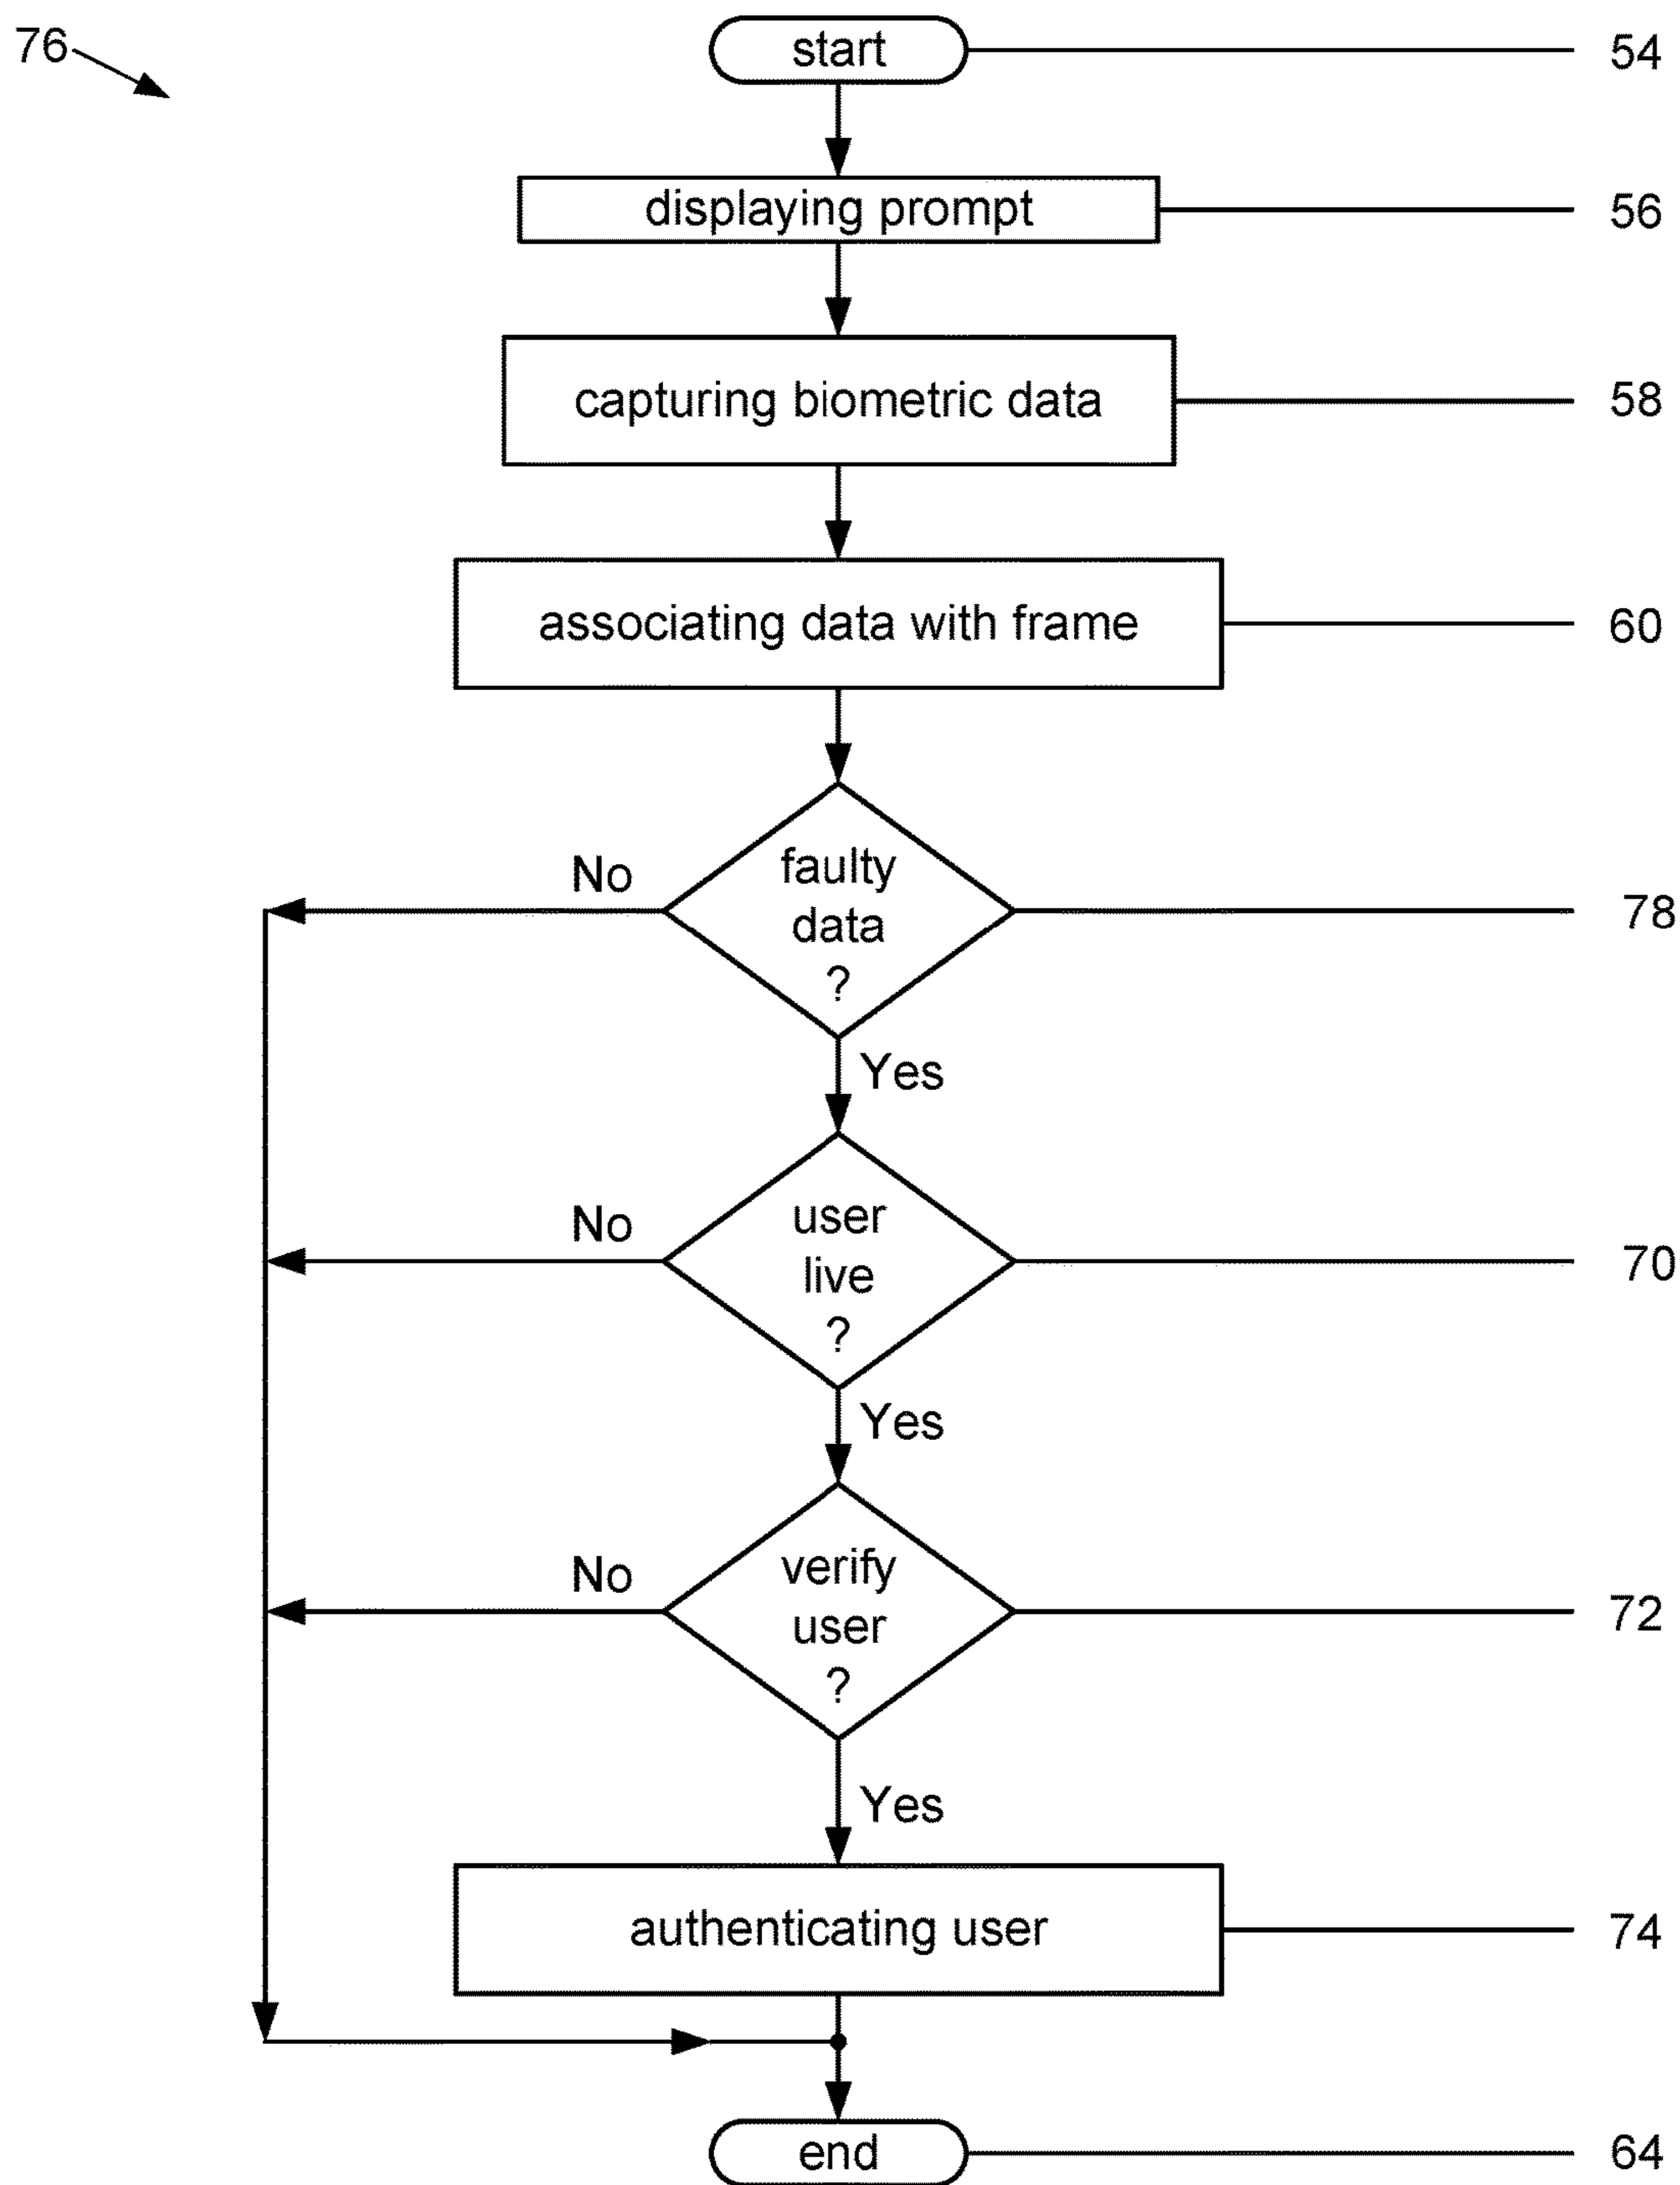 76
start
54
displaying prompt
56
capturing biometric data
58
associating data with frame
60
faulty
data
?
No
78
Yes
user
live
?
No
70
Yes
verify
user
?
No
72
Yes
authenticating user
74
end
64